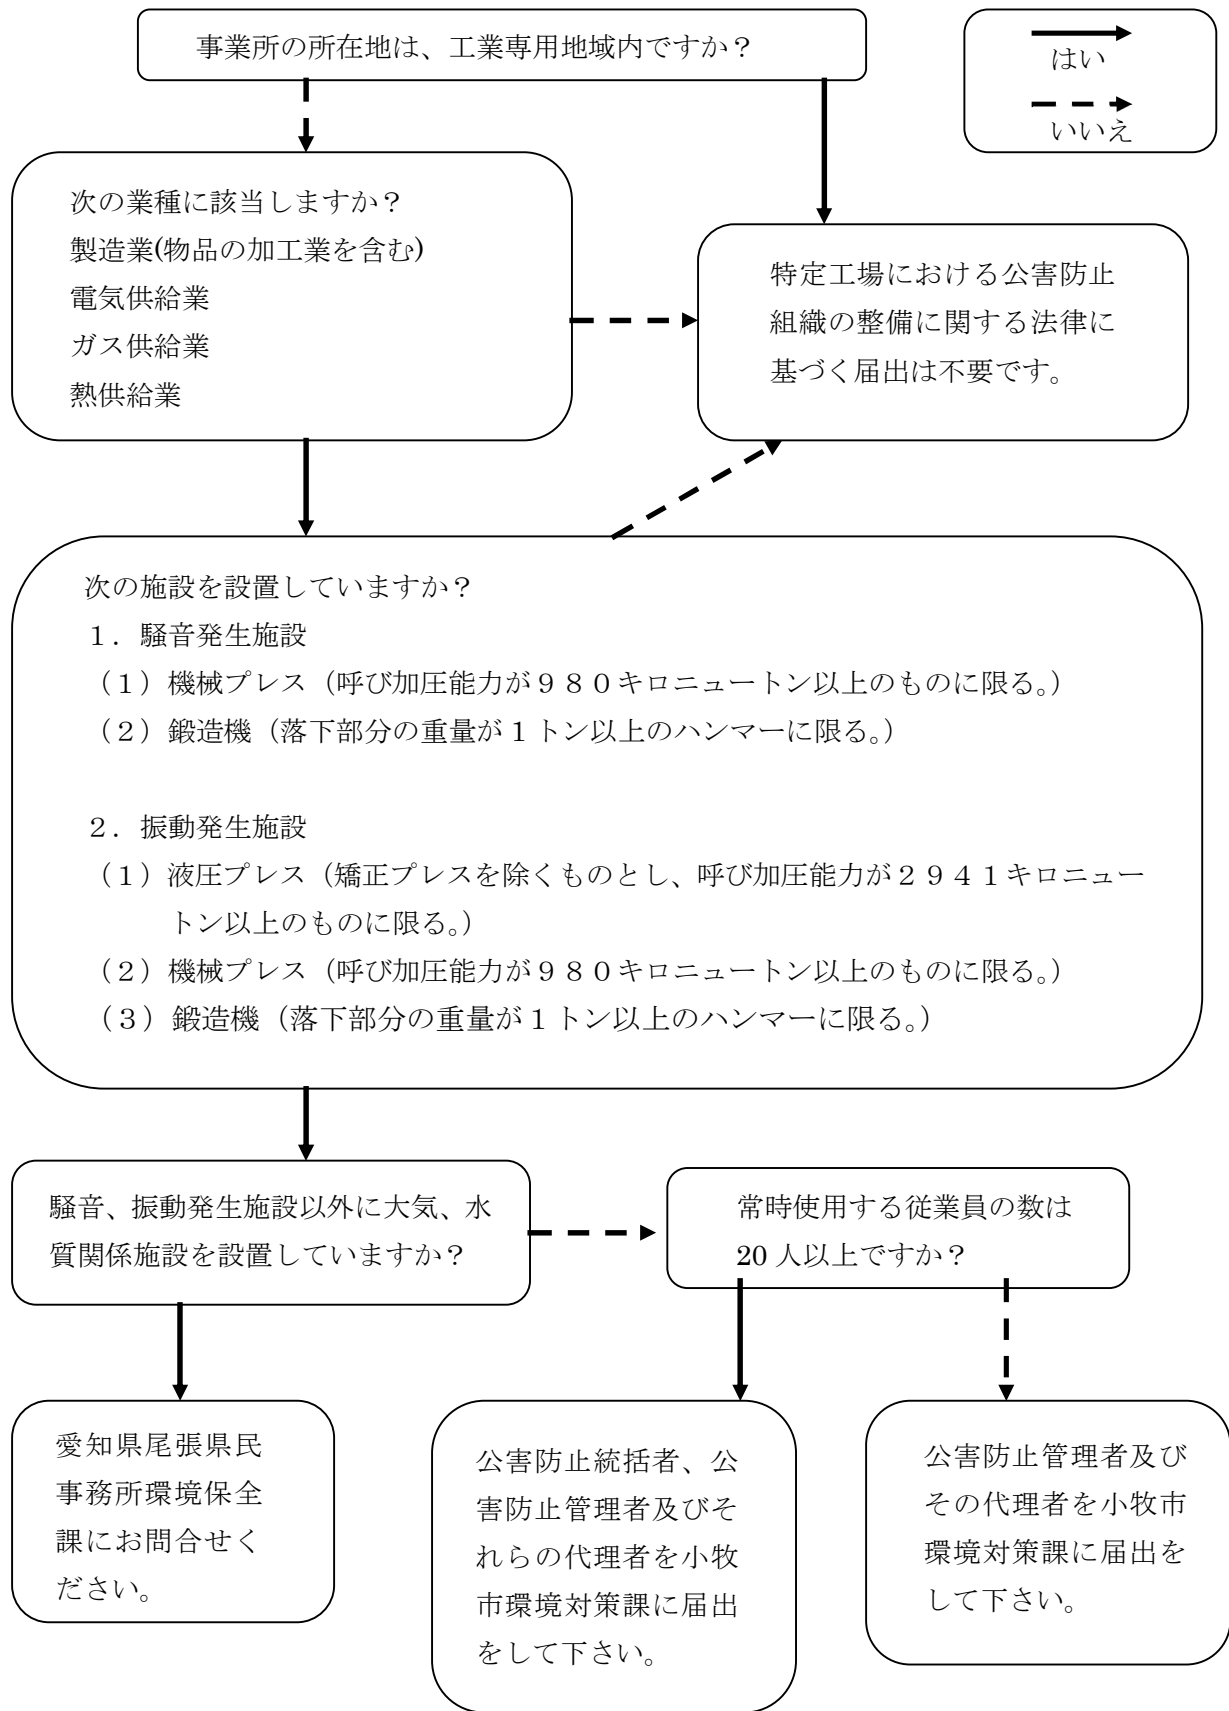 事業所の所在地は、工業専用地域内ですか？
はい
いいえ
次の業種に該当しますか？
製造業(物品の加工業を含む)
電気供給業
ガス供給業
熱供給業
特定工場における公害防止
組織の整備に関する法律に
基づく届出は不要です。
次の施設を設置していますか？
１．騒音発生施設
（１）機械プレス（呼び加圧能力が９８０キロニュートン以上のものに限る。）
（２）鍛造機（落下部分の重量が１トン以上のハンマーに限る。）
２．振動発生施設
（１）液圧プレス（矯正プレスを除くものとし、呼び加圧能力が２９４１キロニュー
トン以上のものに限る。）
（２）機械プレス（呼び加圧能力が９８０キロニュートン以上のものに限る。）
（３）鍛造機（落下部分の重量が１トン以上のハンマーに限る。）
騒音、振動発生施設以外に大気、水
質関係施設を設置していますか？
常時使用する従業員の数は
20 人以上ですか？
愛知県尾張県民
事務所環境保全
課にお問合せく
ださい。
公害防止統括者、公
害防止管理者及びそ
れらの代理者を小牧
市環境対策課に届出
をして下さい。
公害防止管理者及び
その代理者を小牧市
環境対策課に届出を
して下さい。